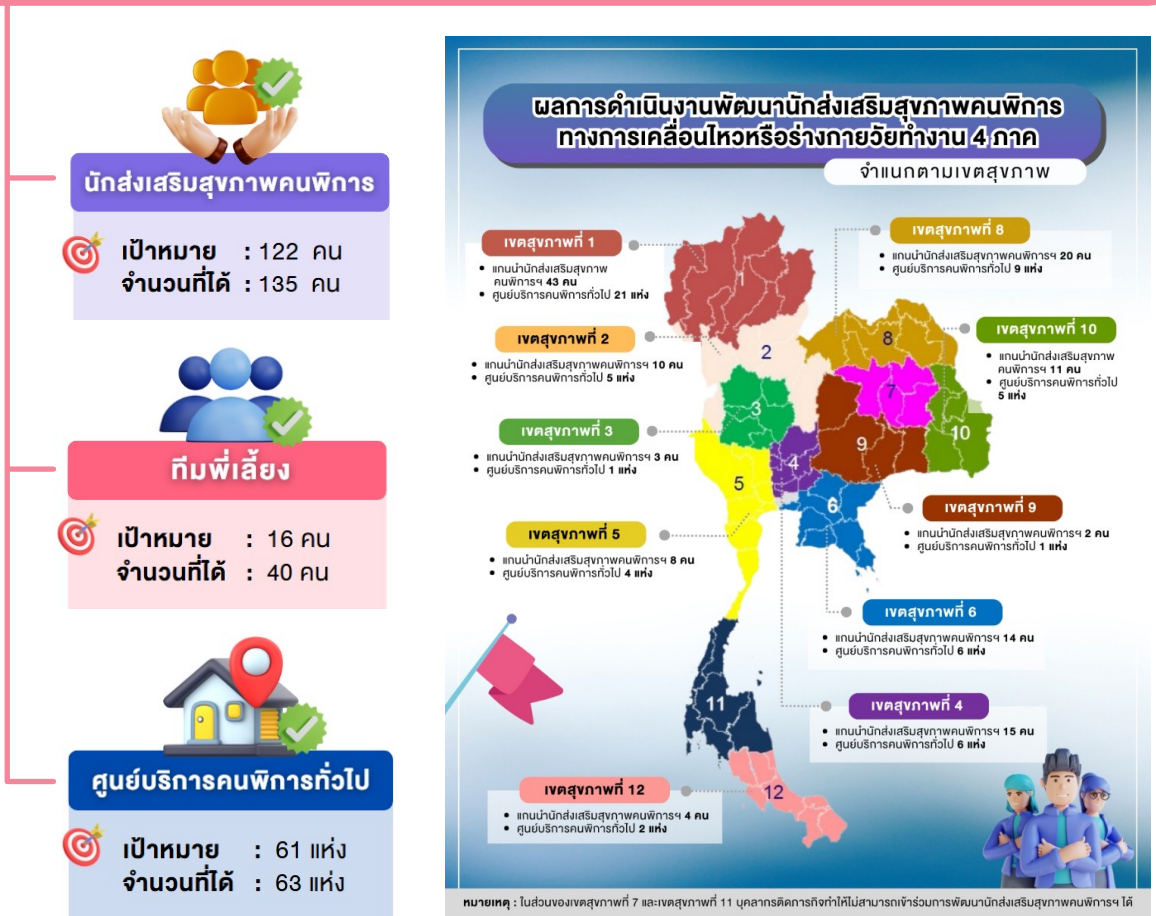 นักส่งเสริมสุขภาพคนพิการ
เป้าหมาย : 122 คน
จำนวนที่ได้ : 135 คน
ทีมพี่เลี้ยง
เป้าหมาย : 16 คน
จำนวนที่ได้ : 40 คน
ศูนย์บริการคนพิการทั่วไป
เป้าหมาย : 61 แห่ง
จำนวนที่ได้ : 63 แห่ง
ผลการดำเนินงานพัฒนานักส่งเสริมสุขภาพคนพิการ
ทางการเคลื่อนไหวหรือร่างกายวัยทำงาน 4 ภาค
จำแนกตามเขตสุขภาพ
เขตสุขภาพที่ 1
• แกนนำนักส่งเสริมสุขภาพ
คนพิการฯ 43 คน
• ศูนย์บริการคนพิการทั่วไป 21 แห่ง
เขตสุขภาพที่ 8
• แกนนำนักส่งเสริมสุขภาพคนพิการฯ 20 คน
• ศูนย์บริการคนพิการทั่วไป 9 แห่ง
เขตสุขภาพที่ 2
• แกนนำนักส่งเสริมสุขภาพคนพิการฯ 10 คน
• ศูนย์บริการคนพิการทั่วไป 5 แห่ง
เขตสุขภาพที่ 10
• แกนนำนักส่งเสริมสุขภาพ
คนพิการฯ 11 คน
• ศูนย์บริการคนพิการทั่วไป
5 แห่ง
เขตสุขภาพที่ 3
• แกนนำนักส่งเสริมสุขภาพคนพิการฯ 3 คน
• ศูนย์บริการคนพิการทั่วไป 1 แห่ง
เขตสุขภาพที่ 9
• แกนนำนักส่งเสริมสุขภาพคนพิการฯ 2 คน
• ศูนย์บริการคนพิการทั่วไป 1 แห่ง
เขตสุขภาพที่ 5
• แกนนำนักส่งเสริมสุขภาพคนพิการฯ 8 คน
• ศูนย์บริการคนพิการทั่วไป 4 แห่ง
เขตสุขภาพที่ 6
• แกนนำนักส่งเสริมสุขภาพคนพิการฯ 14 คน
• ศูนย์บริการคนพิการทั่วไป 6 แห่ง
เขตสุขภาพที่ 4
• แกนนำนักส่งเสริมสุขภาพคนพิการฯ 15 คน
• ศูนย์บริการคนพิการทั่วไป 6 แห่ง
เขตสุขภาพที่ 12
• แกนนำนักส่งเสริมสุขภาพคนพิการฯ 4 คน
• ศูนย์บริการคนพิการทั่วไป 2 แห่ง
1
2
8
7
3
10
9
4
5
6
11
12
หมายเหตุ : ในส่วนของเขตสุขภาพที่ 7 และเขตสุขภาพที่ 11 บุคลากรติดภารกิจทำให้ไม่สามารถเข้าร่วมการพัฒนานักส่งเสริมสุขภาพคนพิการฯ ได้